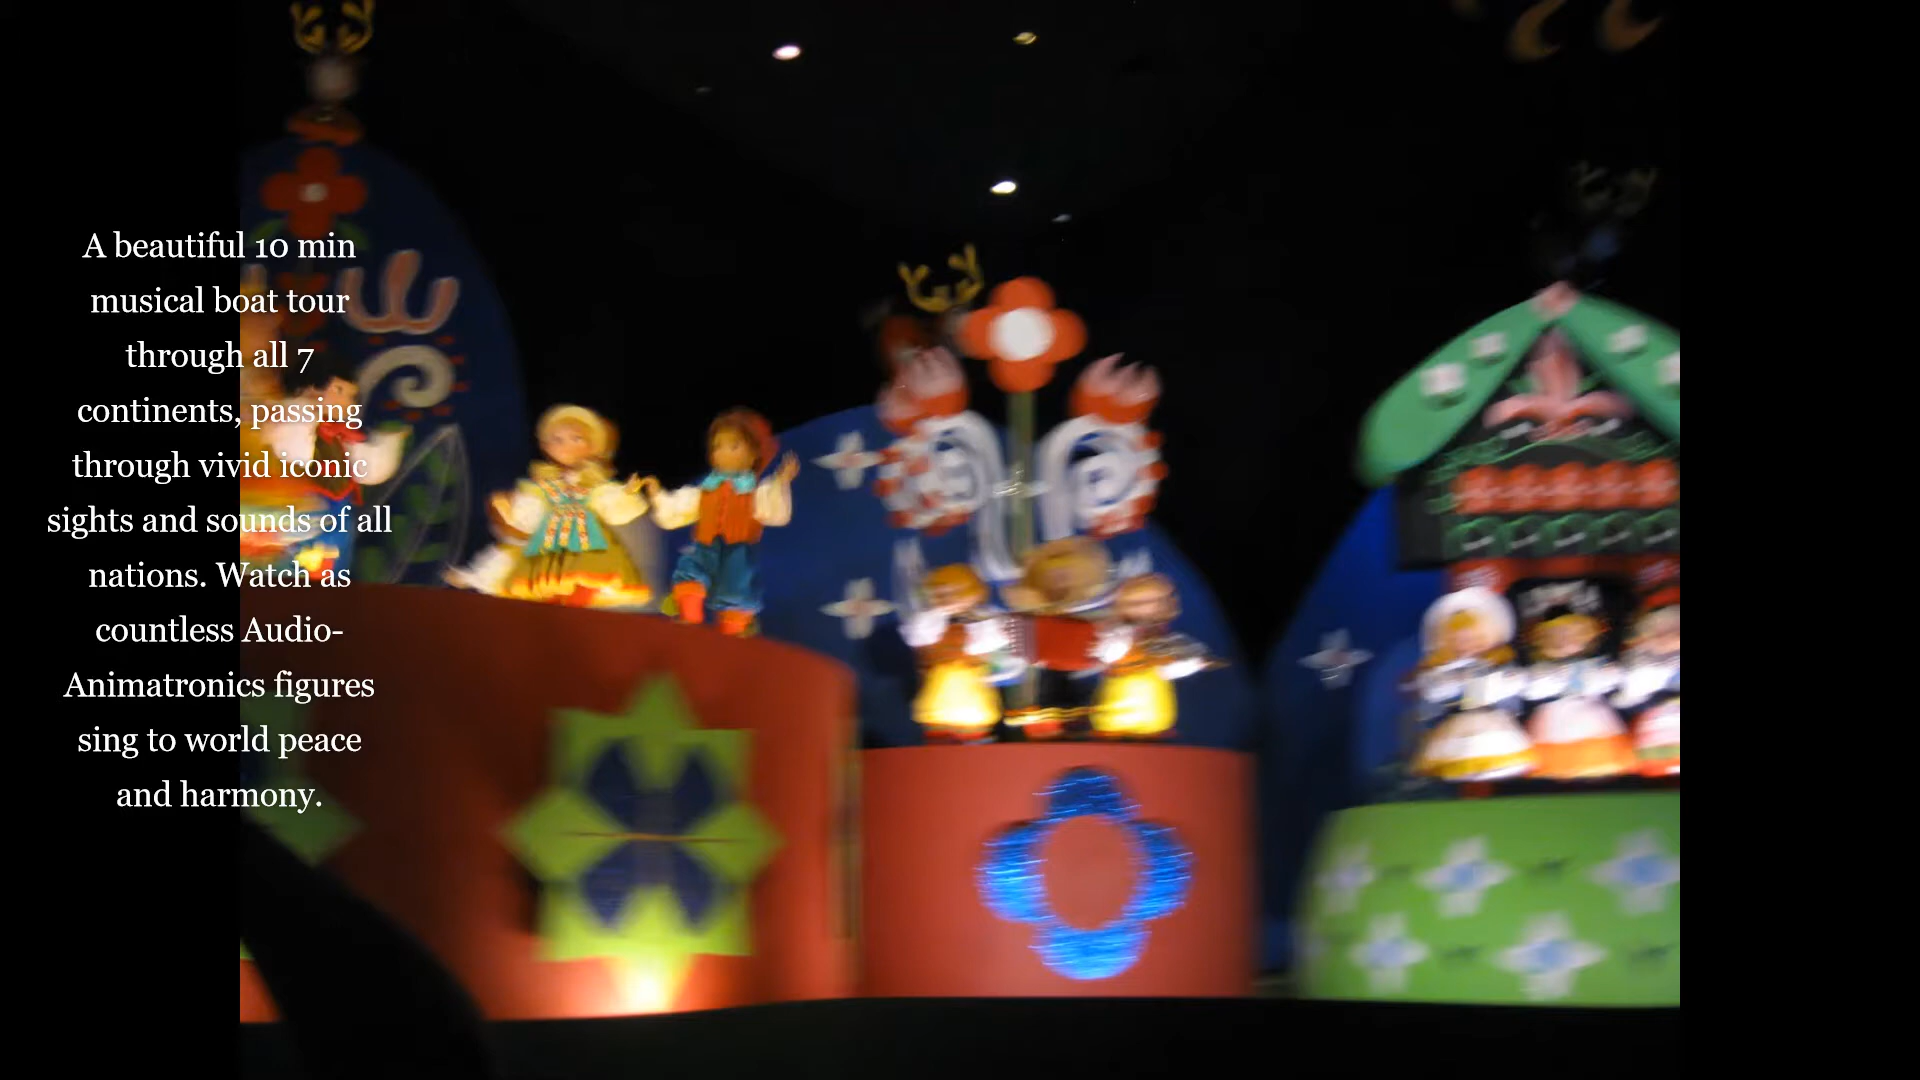 A beautiful 10 min
musical boat tour
through all 7
continents, passing
through vivid iconic
sights and sounds of all
nations. Watch as
countless Audio-
Animatronics figures
sing to world peace
and harmony.